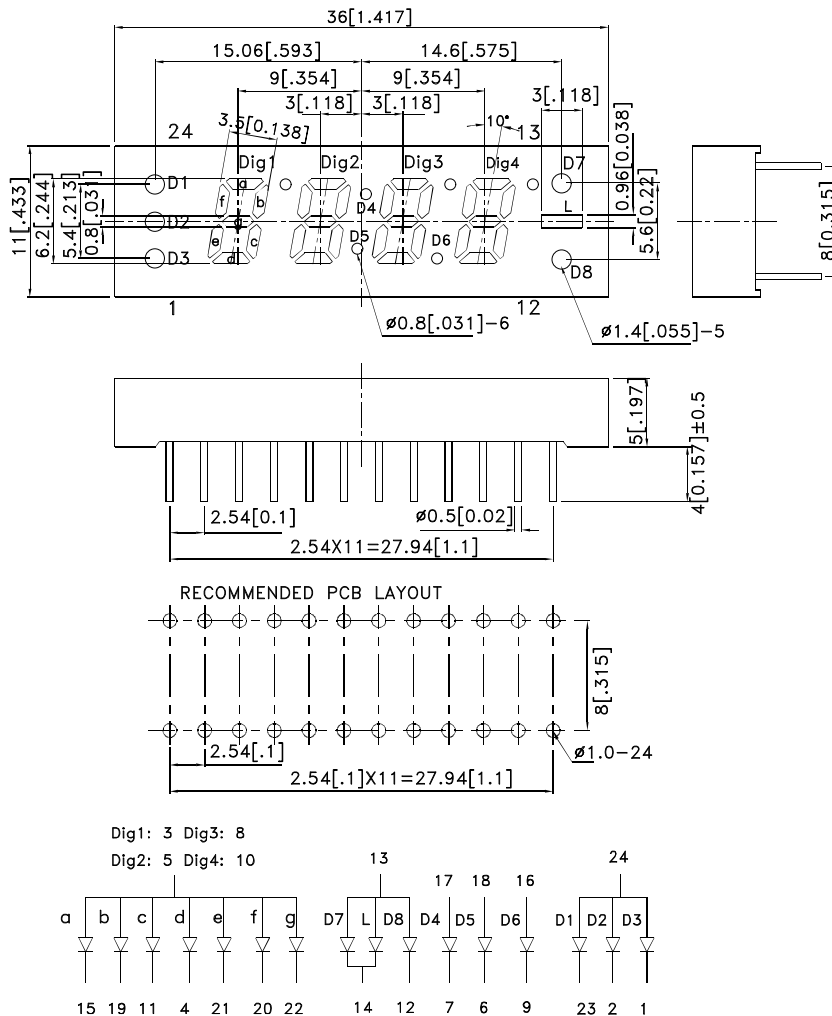 36[1.417]
15.06[.593] 14.6[.575]
9[.354] 9[.354]
3[.118] 3[.118] 3[.118]
3.5[0.138] 10°
24 13
Dig1 Dig2 Dig3 Dig4 D7
D1 a D4
f b L
D2 g
e c D5 D6
D3 d D8
11[.433]
6.2[.244]
5.4[.213]
0.8[.031]
0.96[0.038]
5.6[0.22]
8[0.315]
1 12
ø0.8[.031]-6
ø1.4[.055]-5
5[.197]
4[0.157]±0.5
2.54[0.1] ø0.5[0.02]
2.54X11=27.94[1.1]
RECOMMENDED PCB LAYOUT
8[.315]
2.54[.1] ø1.0-24
2.54[.1]X11=27.94[1.1]
Dig1: 3 Dig3: 8
Dig2: 5 Dig4: 10
13 24
17 18 16
a b c d e f g D7 L D8 D4 D5 D6 D1 D2 D3
15 19 11 4 21 20 22 14 12 7 6 9 23 2 1